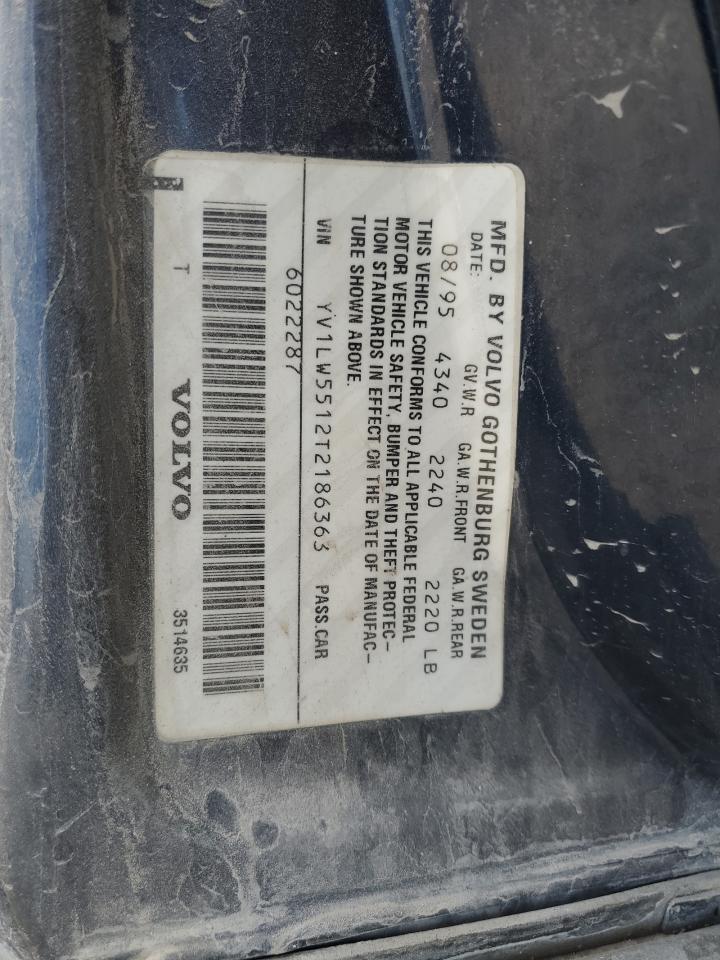 MFD. BY VOLVO GOTHENBURG SWEDEN
DATE: GV.W.R GA.W.R.FRONT GA.W.R.REAR
08/95 4340 2240 2220 LB
THIS VEHICLE CONFORMS TO ALL APPLICABLE FEDERAL
MOTOR VEHICLE SAFETY, BUMPER AND THEFT PROTEC-
TION STANDARDS IN EFFECT ON THE DATE OF MANUFAC-
TURE SHOWN ABOVE.
VIN YV1LW5512T2186363 PASS.CAR
6022287
T VOLVO 3514635